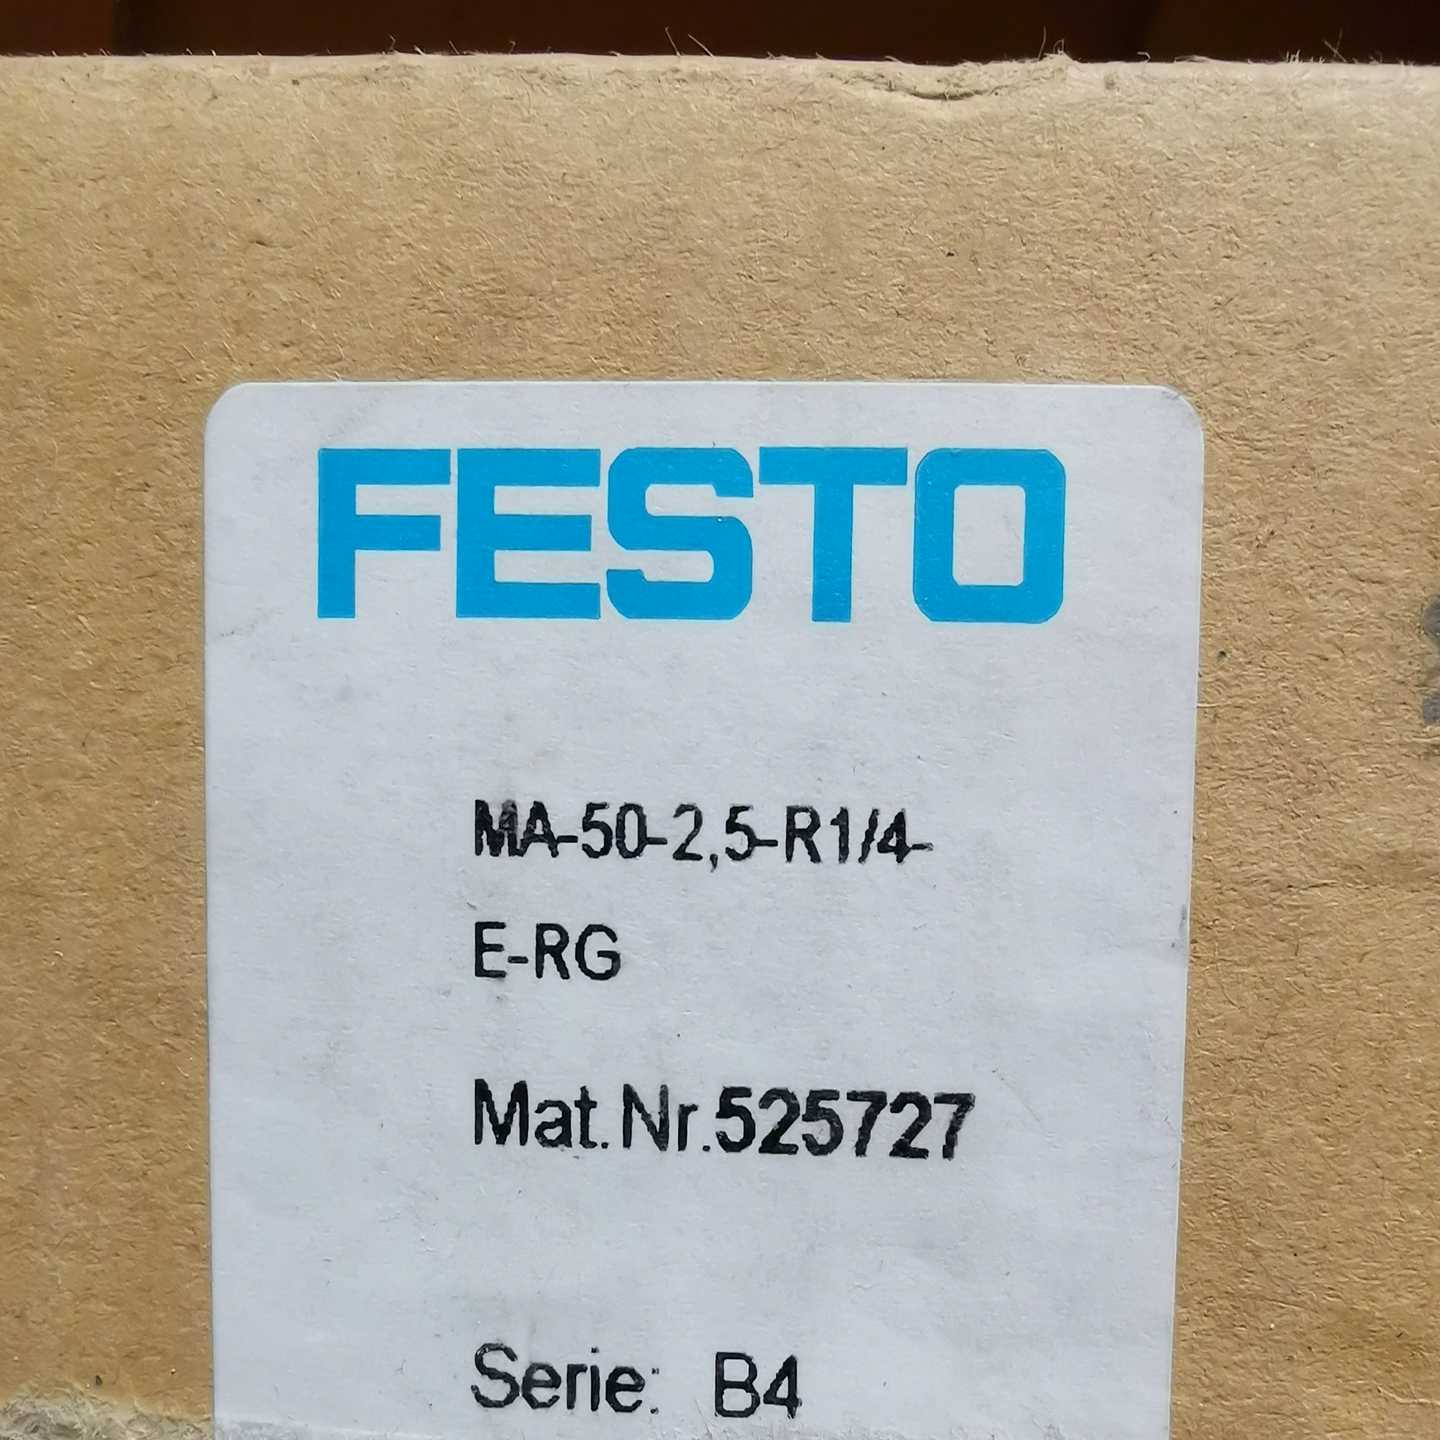 FESTO
MA-50-2,5-R1/4-
E-RG
Mat.Nr.525727
Serie: B4